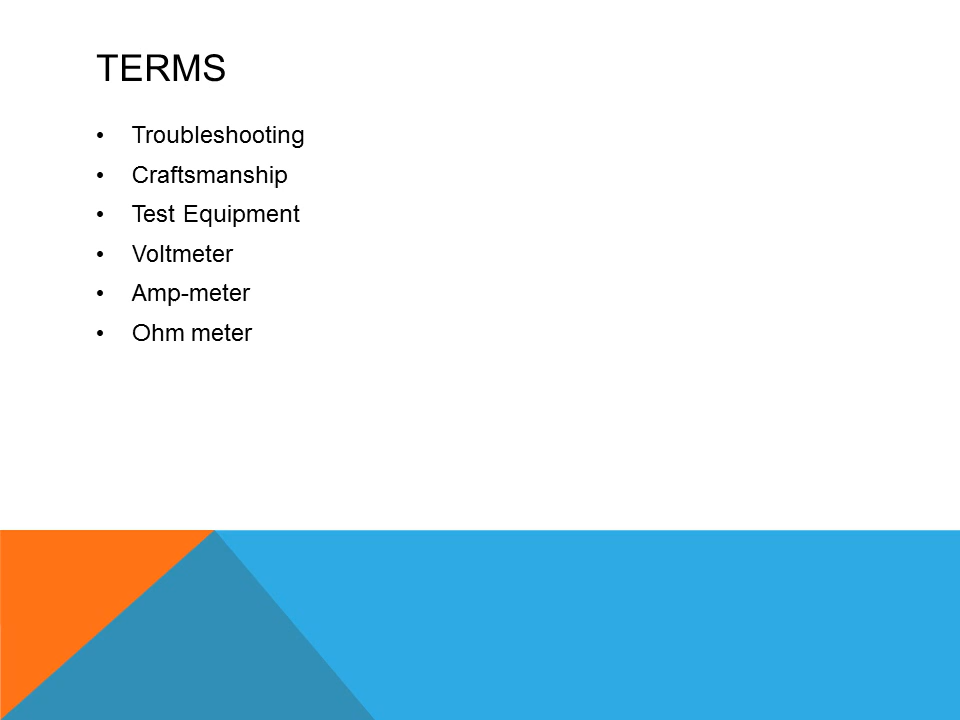 TERMS
• Troubleshooting
• Craftsmanship
• Test Equipment
• Voltmeter
• Amp-meter
• Ohm meter